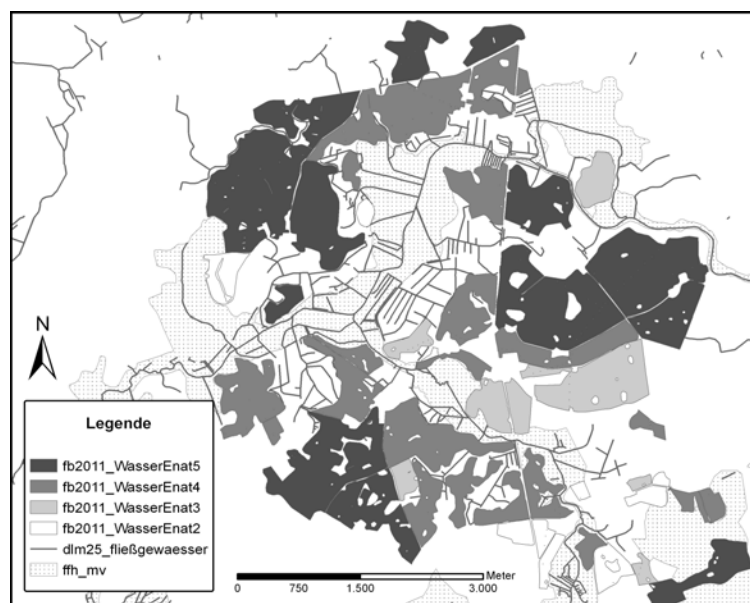 N
Legende
fb2011_WasserEnat5
fb2011_WasserEnat4
fb2011_WasserEnat3
fb2011_WasserEnat2
dlm25_fließgewaesser
ffh_mv
Meter
0 750 1.500 3.000